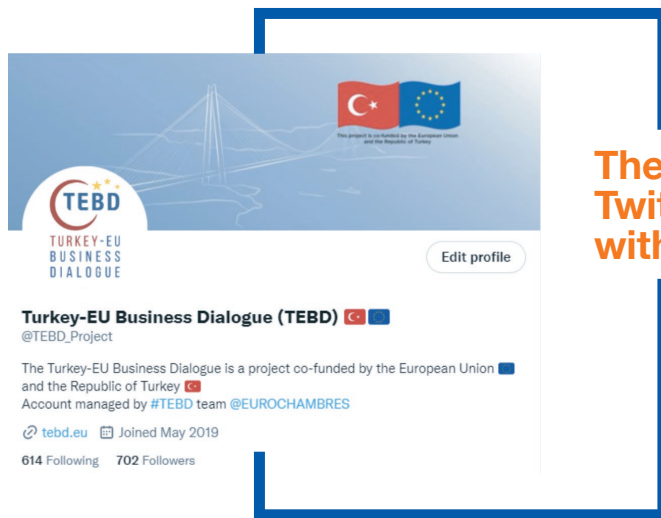 This project is co-funded by the European Union
and the Republic of Turkey
TEBD
TURKEY-EU
BUSINESS
DIALOGUE
Edit profile
Turkey-EU Business Dialogue (TEBD)
@TEBD_Project
The Turkey-EU Business Dialogue is a project co-funded by the European Union
and the Republic of Turkey
Account managed by #TEBD team @EUROCHAMBRES
tebd.eu Joined May 2019
614 Following 702 Followers
The
with